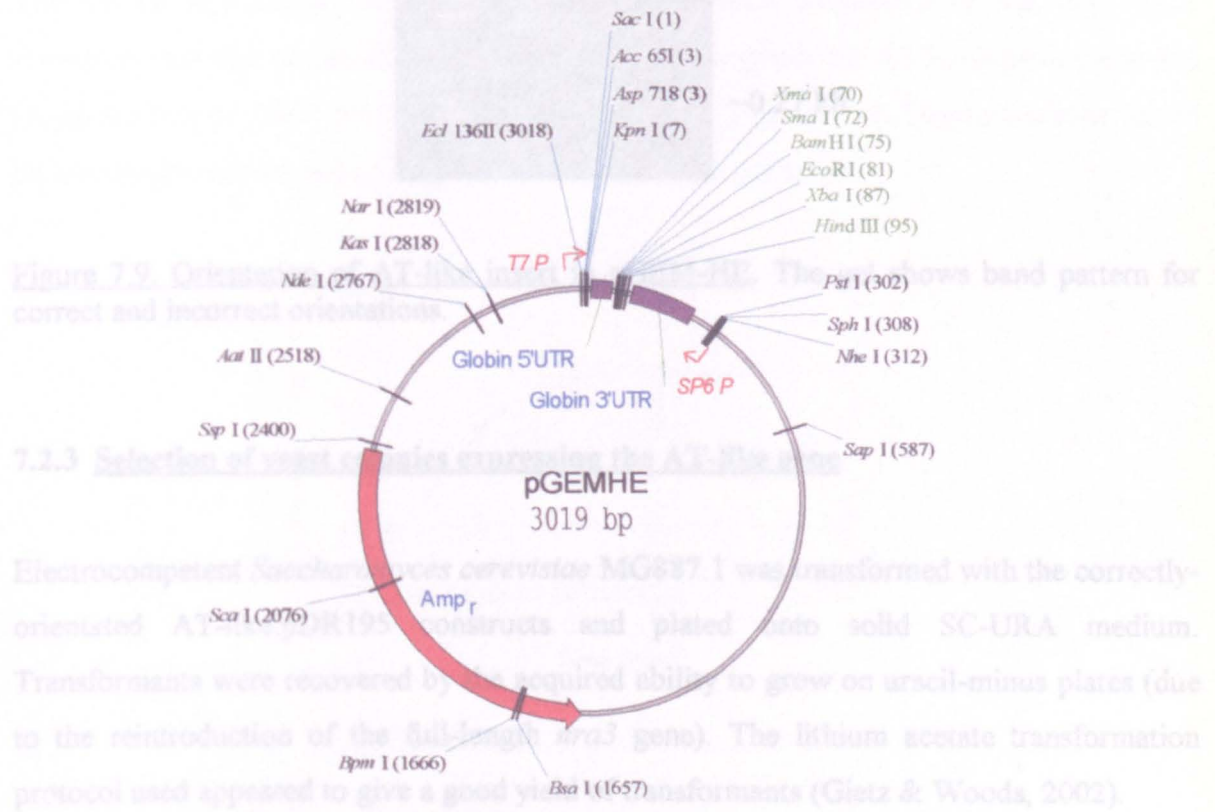 Sac I (1)
Acc 65I (3)
Asp 718 (3)
Kpn I (7)
Ecl 136II (3018)
Xma I (70)
Sma I (72)
BamH I (75)
EcoR I (81)
Xba I (87)
Hind III (95)
Nar I (2819)
Kas I (2818)
Nde I (2767)
T7 P
Pst I (302)
Sph I (308)
Nhe I (312)
Figure 7.9. Orientation of AT-like insert in HE. The gel shows band pattern for
correct and incorrect orientations.
Aat II (2518)
Globin 5'UTR
Globin 3'UTR
SP6 P
Ssp I (2400)
Sap I (587)
7.2.3 Selection of yeast colonies expressing the AT-like gene
pGEMHE
3019 bp
Electrocompetent Saccharomyces cerevisiae MG887.1 was transformed with the correctly-
orientated AT-like pDR195 constructs and plated onto solid SC-URA medium.
Transformants were recovered by the acquired ability to grow on uracil-minus plates (due
to the reintroduction of the full-length ura3 gene). The lithium acetate transformation
protocol used appeared to give a good yield of transformants (Gietz & Woods, 2002).
Sca I (2076)
Amp r
Bpm I (1666)
Bsa I (1657)